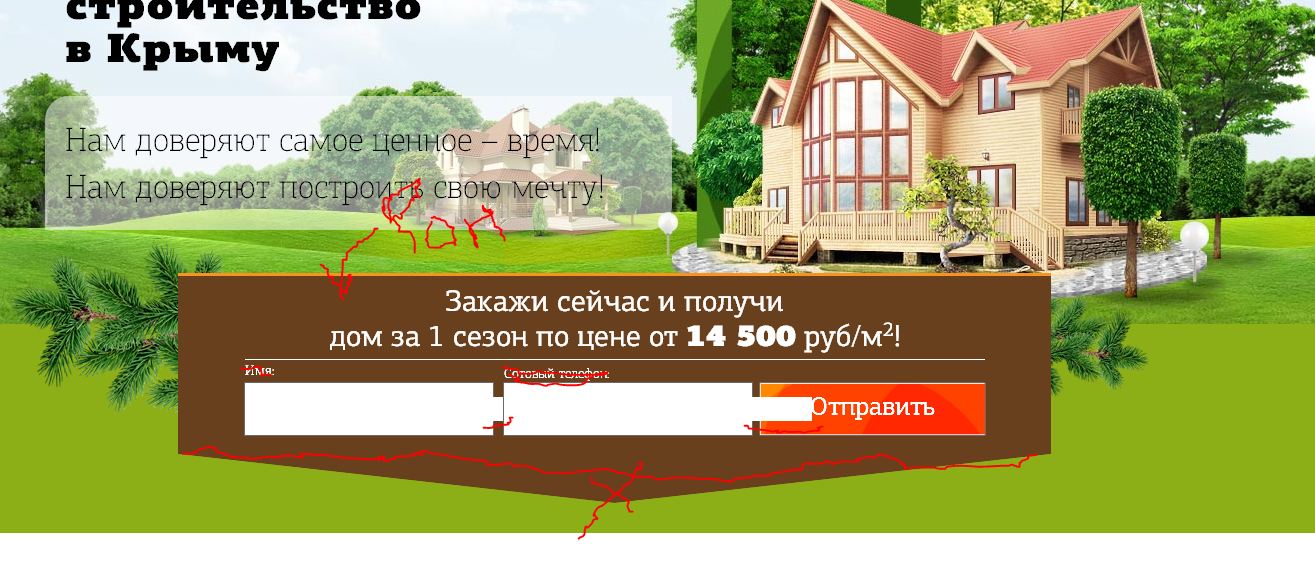 строительство
в Крыму
Нам доверяют самое ценное – время!
Нам доверяют построить свою мечту!
Закажи сейчас и получи
дом за 1 сезон по цене от 14 500 руб/м²!
Имя:
Сотовый телефон:
Отправить